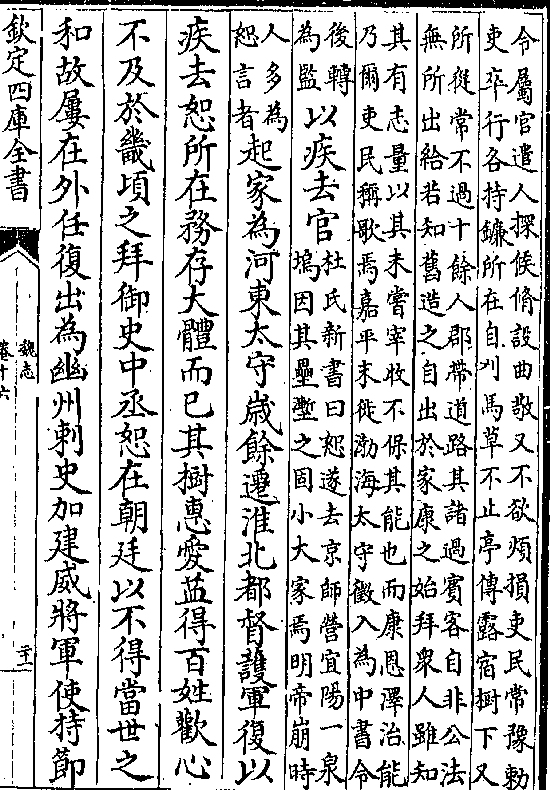 令屬官遣人探候脩設曲敬又不欲煩損吏民常豫勑
吏卒行各持鐮所在自刈馬草不止亭傳露宿樹下又
所從常不過十餘人郡帶道路其諸過賓客自非公法
無所出給若知舊造之自出於家康之始拜衆人雖知
其有志量以其未嘗宰牧不保其能也而康恩澤治能
乃爾吏民稱歌焉嘉平末徙渤海太守徵入為中書令
後轉
為監
以疾去官
杜氏新書曰恕遂去京師營宜陽一泉
塢因其壘壍之固小大家焉明帝崩時
人多為
恕言者
起家為河東太守歲餘遷淮北都督護軍復以
疾去恕所在務存大體而已其樹惠愛益得百姓歡心
不及於畿頃之拜御史中丞恕在朝廷以不得當世之
和故屢在外任復出為幽州刺史加建威將軍使持節
欽定四庫全書
魏志
卷十六
二十一